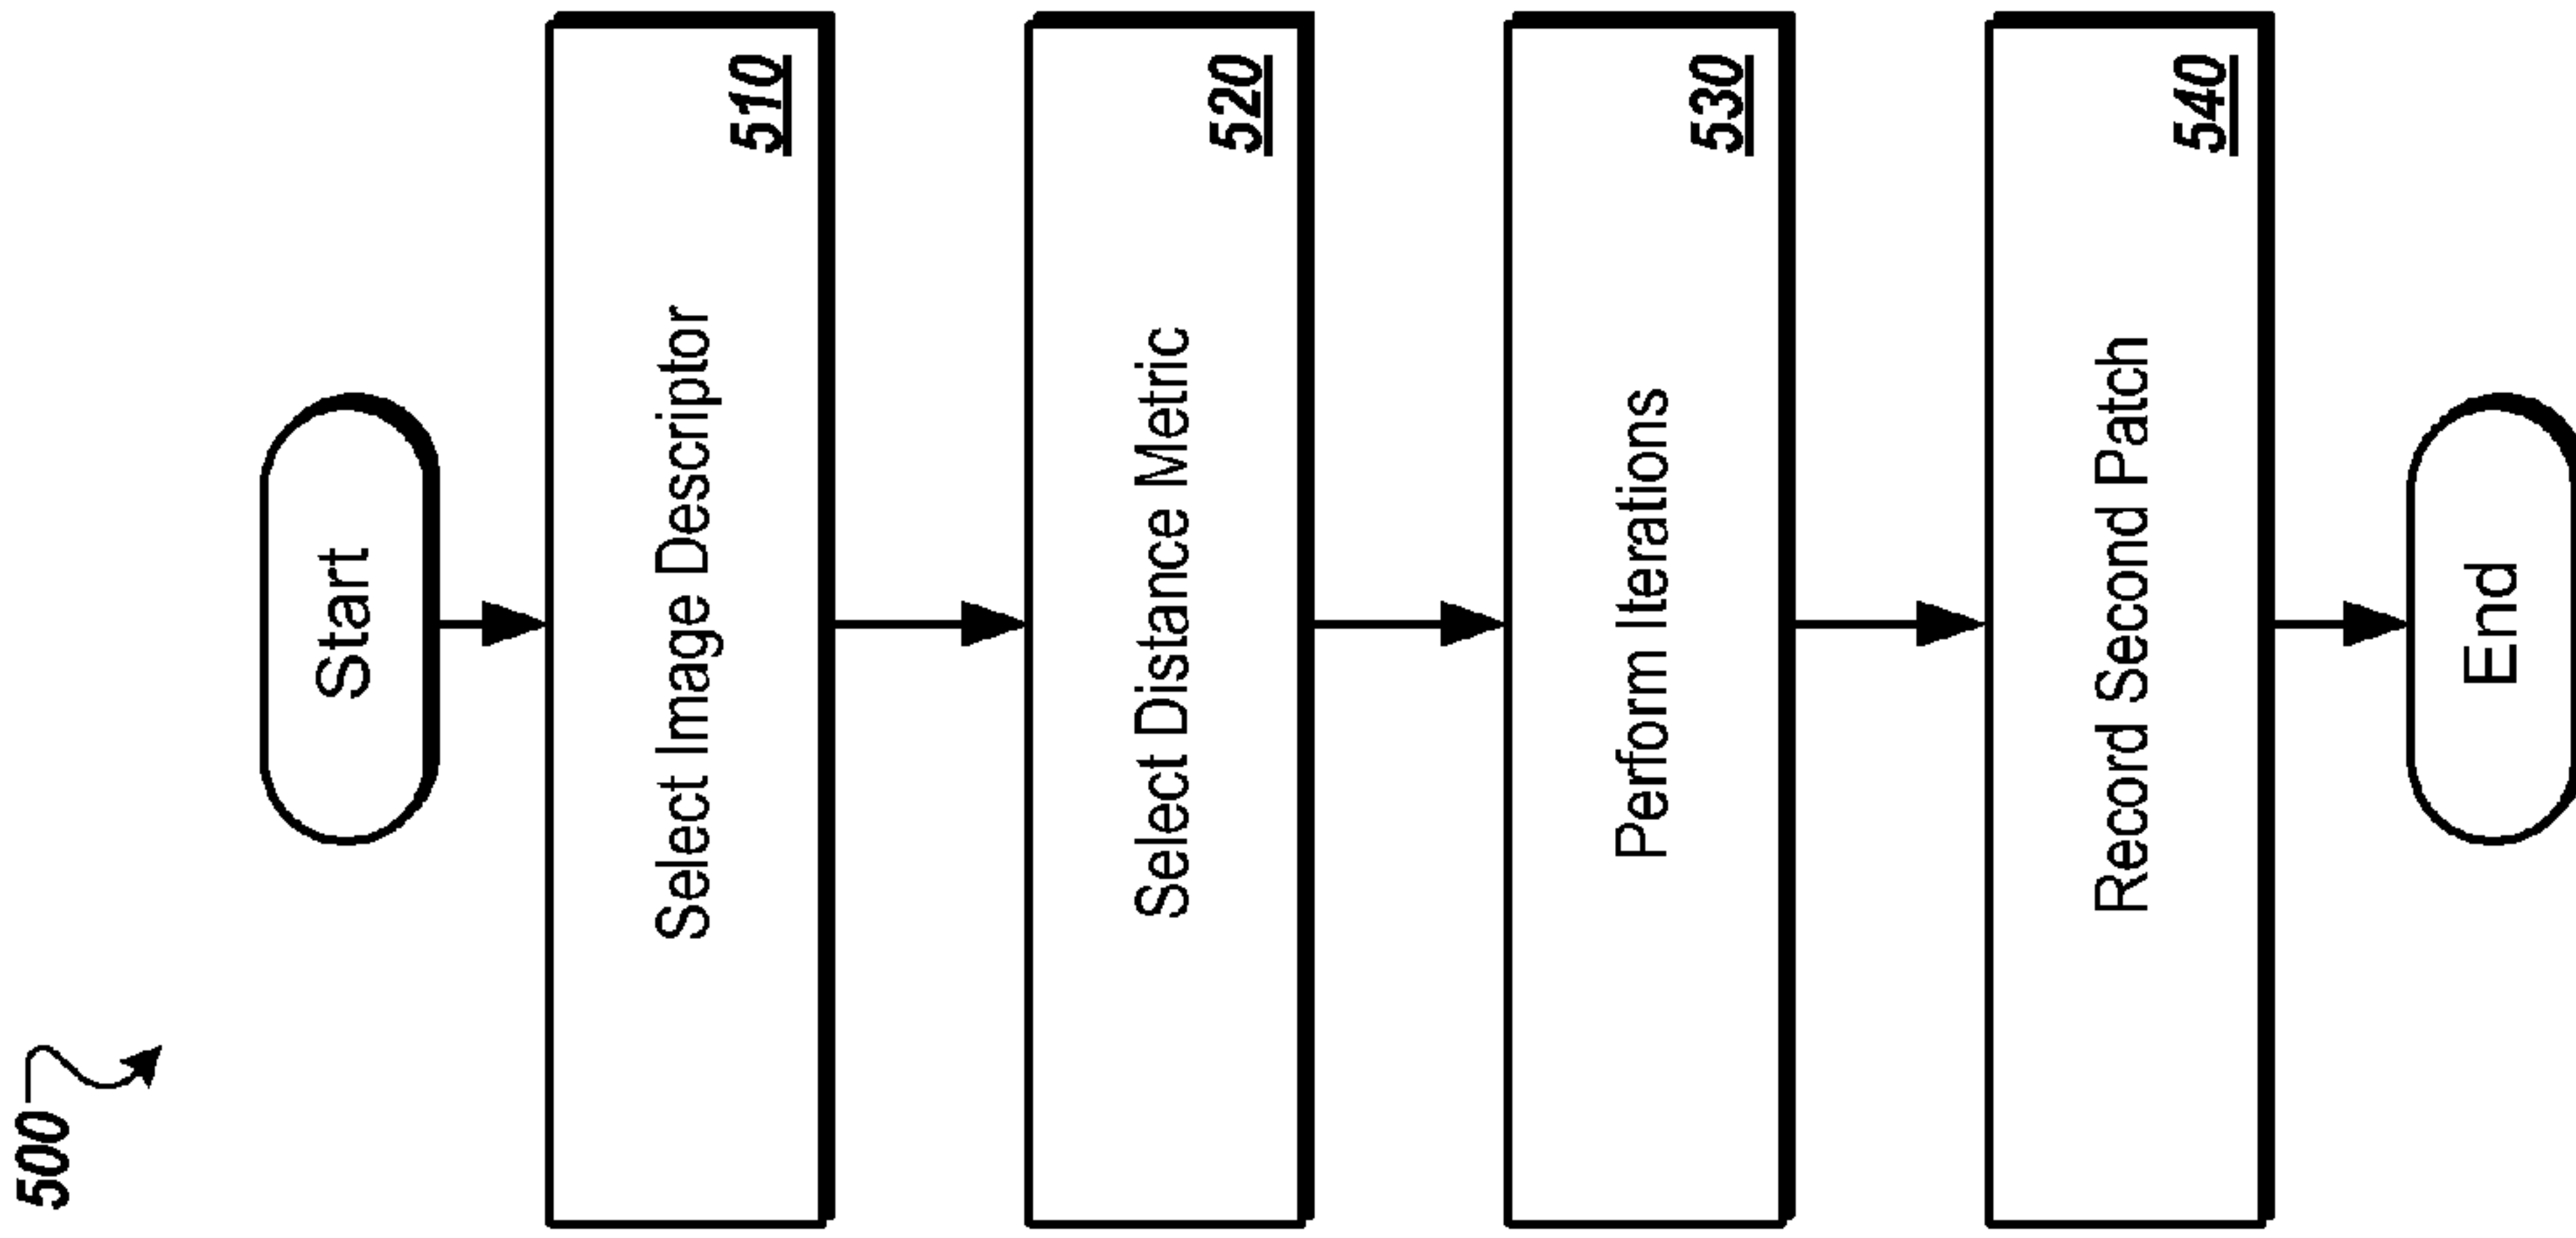 500
Start
Select Image Descriptor
510
Select Distance Metric
520
Perform Iterations
530
Record Second Patch
540
End